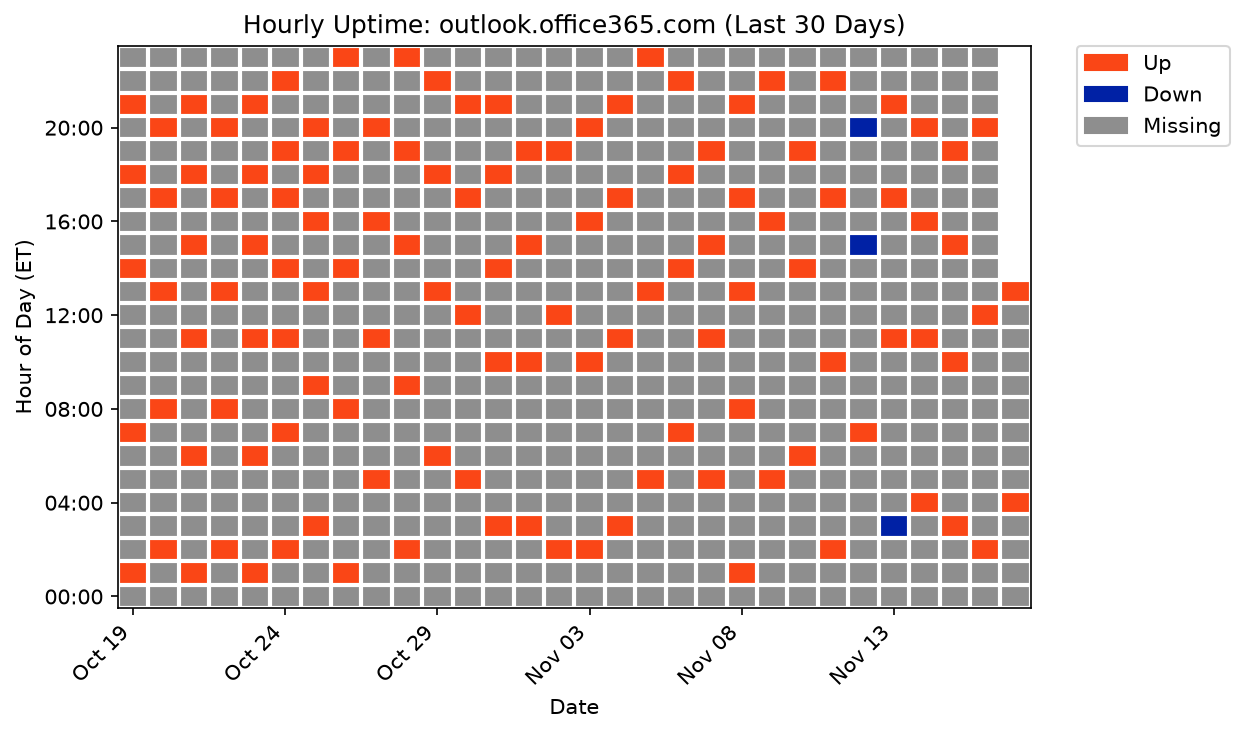 Hourly Uptime: outlook.office365.com (Last 30 Days)
Up
Down
Missing
Hour of Day (ET)
20:00
16:00
12:00
08:00
04:00
00:00
Oct 19
Oct 24
Oct 29
Nov 03
Nov 08
Nov 13
Date